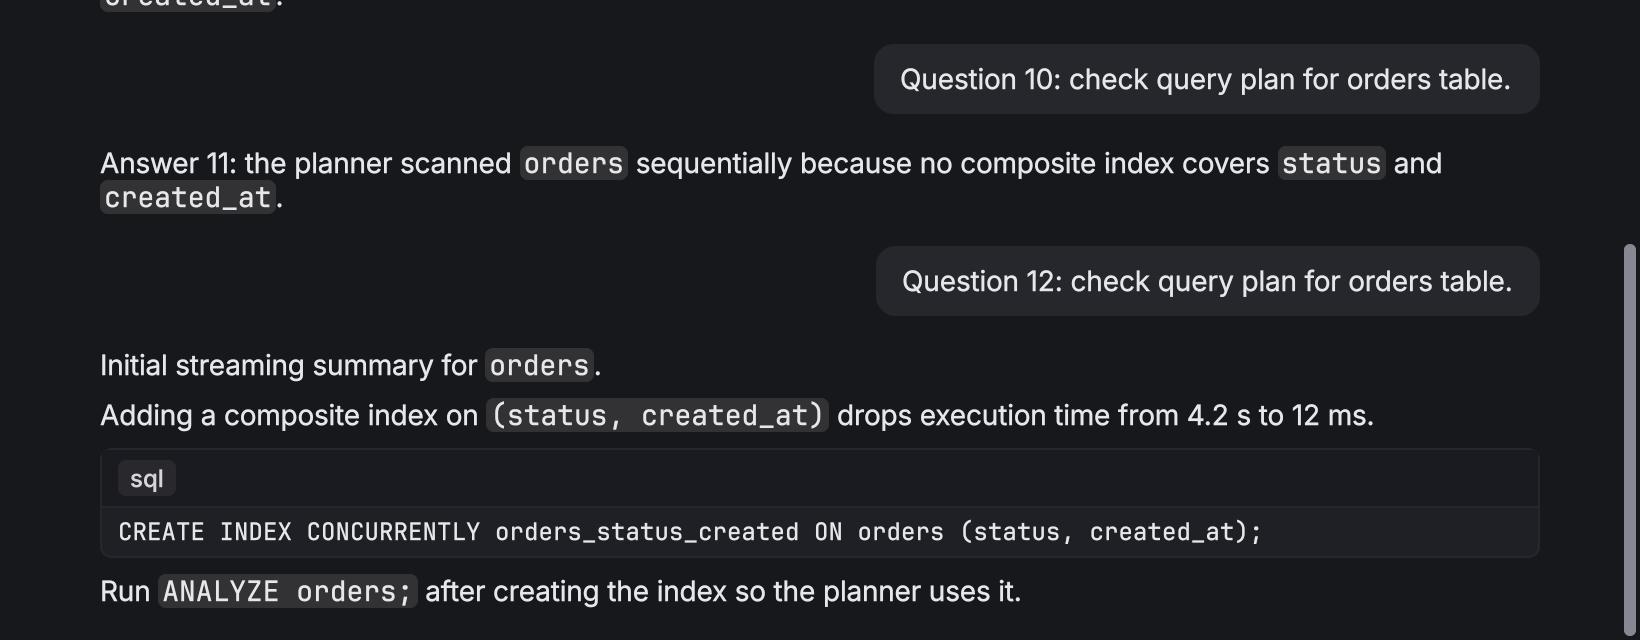 created_at.
Question 10: check query plan for orders table.
Answer 11: the planner scanned orders sequentially because no composite index covers status and
created_at.
Question 12: check query plan for orders table.
Initial streaming summary for orders.
Adding a composite index on (status, created_at) drops execution time from 4.2 s to 12 ms.
sql
CREATE INDEX CONCURRENTLY orders_status_created ON orders (status, created_at);
Run ANALYZE orders; after creating the index so the planner uses it.